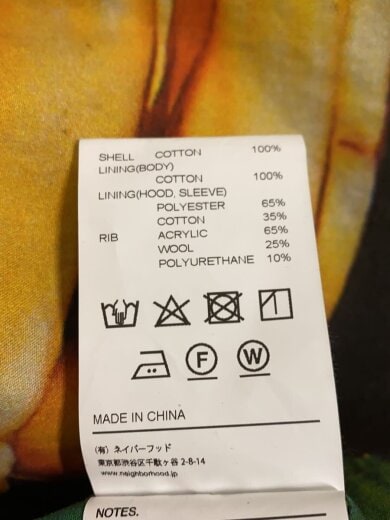 SHELL COTTON 100%
LINING(BODY)
COTTON 100%
LINING(HOOD, SLEEVE)
POLYESTER 65%
COTTON 35%
RIB ACRYLIC 65%
WOOL 25%
POLYURETHANE 10%
F W
MADE IN CHINA
(有) ネイバーフッド
東京都渋谷区千駄ヶ谷 2-8-14
www.neighborhood.jp
NOTES.